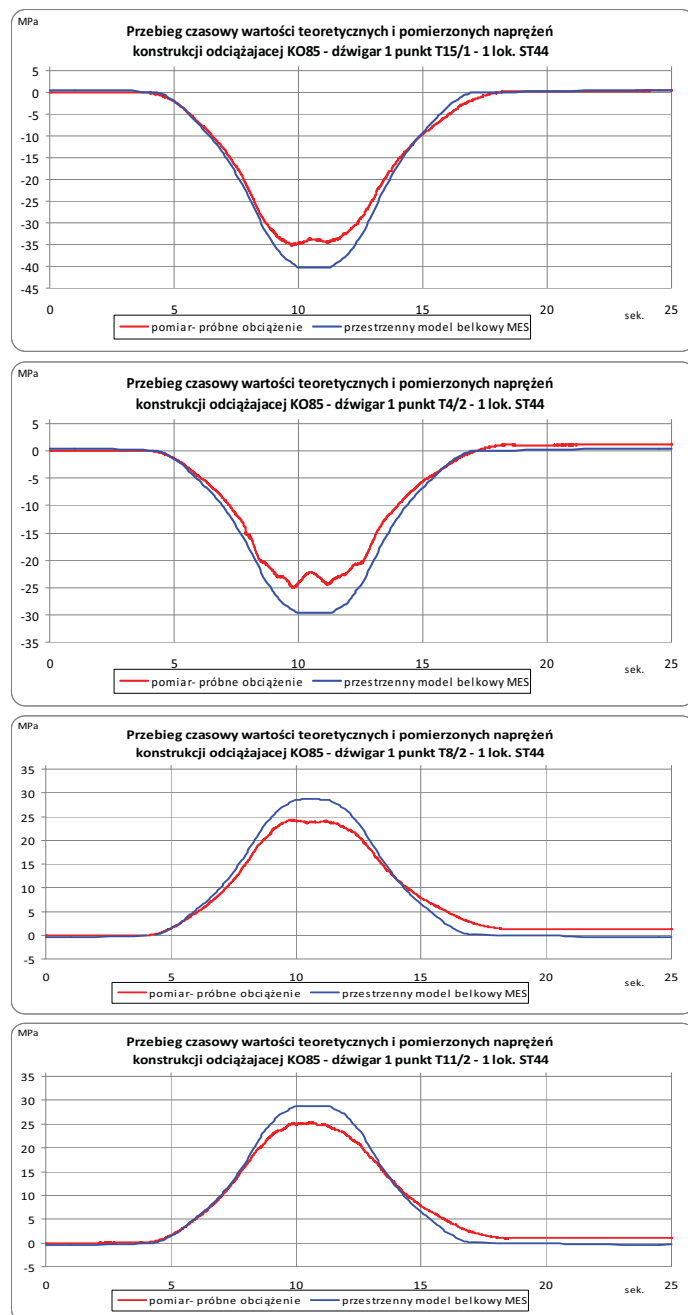 MPa
Przebieg czasowy wartości teoretycznych i pomierzonych naprężeń
konstrukcji odciążajacej KO85 - dźwigar 1 punkt T15/1 - 1 lok. ST44
5
0
-5
-10
-15
-20
-25
-30
-35
-40
-45
0 5 10 15 20 25
sek.
pomiar- próbne obciążenie przestrzenny model belkowy MES
MPa
Przebieg czasowy wartości teoretycznych i pomierzonych naprężeń
konstrukcji odciążajacej KO85 - dźwigar 1 punkt T4/2 - 1 lok. ST44
5
0
-5
-10
-15
-20
-25
-30
-35
0 5 10 15 20 25
sek.
pomiar- próbne obciążenie przestrzenny model belkowy MES
MPa
Przebieg czasowy wartości teoretycznych i pomierzonych naprężeń
konstrukcji odciążajacej KO85 - dźwigar 1 punkt T8/2 - 1 lok. ST44
35
30
25
20
15
10
5
0
-5
0 5 10 15 20 25
sek.
pomiar- próbne obciążenie przestrzenny model belkowy MES
MPa
Przebieg czasowy wartości teoretycznych i pomierzonych naprężeń
konstrukcji odciążajacej KO85 - dźwigar 1 punkt T11/2 - 1 lok. ST44
35
30
25
20
15
10
5
0
-5
0 5 10 15 20 25
sek.
pomiar- próbne obciążenie przestrzenny model belkowy MES